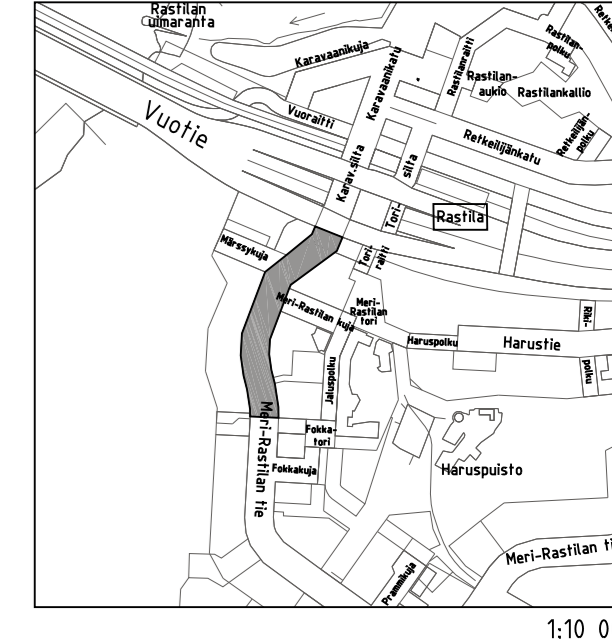 Rastilan
uimaranta
Karavaanikuja
Karavaanikatu
Rastilanraitti
Rastilan-
polku
Retke
Rastilan-
aukio
Rastilankallio
Vuotie
Vuoraitti
Retkeilijänkatu
Retkeilijän-
polku
Karav.silta
silta
Tori-
Rastila
Märssykuja
Tori-
raitti
Meri-Rastilan kuja
Meri-
Rastilan
tori
Riki-
polku
Haruspolku
Harustie
Jaluspolku
Meri-Rastilan tie
Fokka-
tori
Fokkakuja
Haruspuisto
Meri-Rastilan ti
Prammikuja
1:10 0